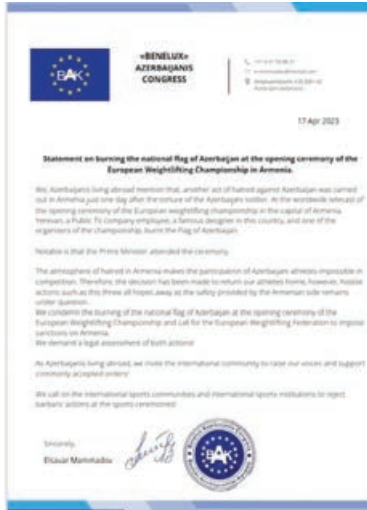 BAK
«BENELUX»
AZERBAIJANIS
CONGRESS
17 Apr 2023
Statement on burning the national flag of Azerbaijan at the opening ceremony of the
European Weightlifting Championship in Armenia.
We, Azerbaijanis living abroad mention that, another act of hatred against Azerbaijan was carried
out in Armenia just one day after the torture of the Azerbaijani soldier. At the worldwide telecast of
the opening ceremony of the European weightlifting championship in the capital of Armenia
Yerevan, a Public TV company employee, a famous designer in this country, and one of the
organizers of the championship, burnt the Flag of Azerbaijan.
Notable is that the Prime Minister attended the ceremony.
The atmosphere of hatred in Armenia makes the participation of Azerbaijan athletes impossible in
competition. Therefore, the decision has been made to return our athletes home, however, hostile
actions such as this threw all hopes away as the safety provided by the Armenian side remains
under question.
We condemn the burning of the national flag of Azerbaijan at the opening ceremony of the
European Weightlifting Championship and call for the European Weightlifting Federation to impose
sanctions on Armenia.
We demand a legal assessment of both actions!
As Azerbaijanis living abroad, we invite the international community to raise our voices and support
commonly accepted orders!
We call on the international sports communities and international sports institutions to reject
barbaric actions at the sports ceremonies!
Sincerely,
Elsavar Mammadov
BAK